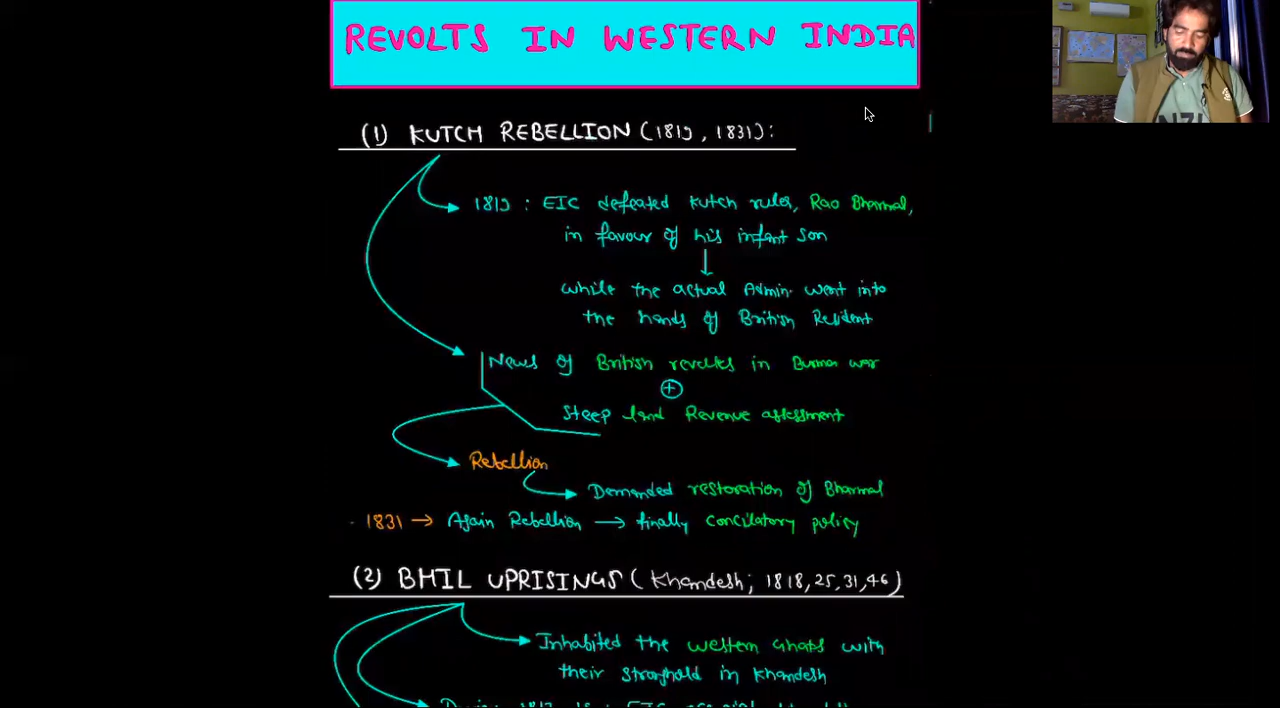 REVOLTS IN WESTERN INDIA
(1) KUTCH REBELLION (1819, 1831):
1819 : EIC defeated Kutch ruler, Rao Bharmal,
in favour of his infant son
while the actual Admin. went into
the hands of British Resident
News of British reveltes in Burma war
+
Steep land Revenue assessment
Rebellion
Demanded restoration of Bharmal
1831 → Again Rebellion → finally conciliatory policy
(2) BHIL UPRISINGS (Khandesh; 1818, 25, 31, 46)
Inhabited the western Ghats with
their stronghold in Khandesh